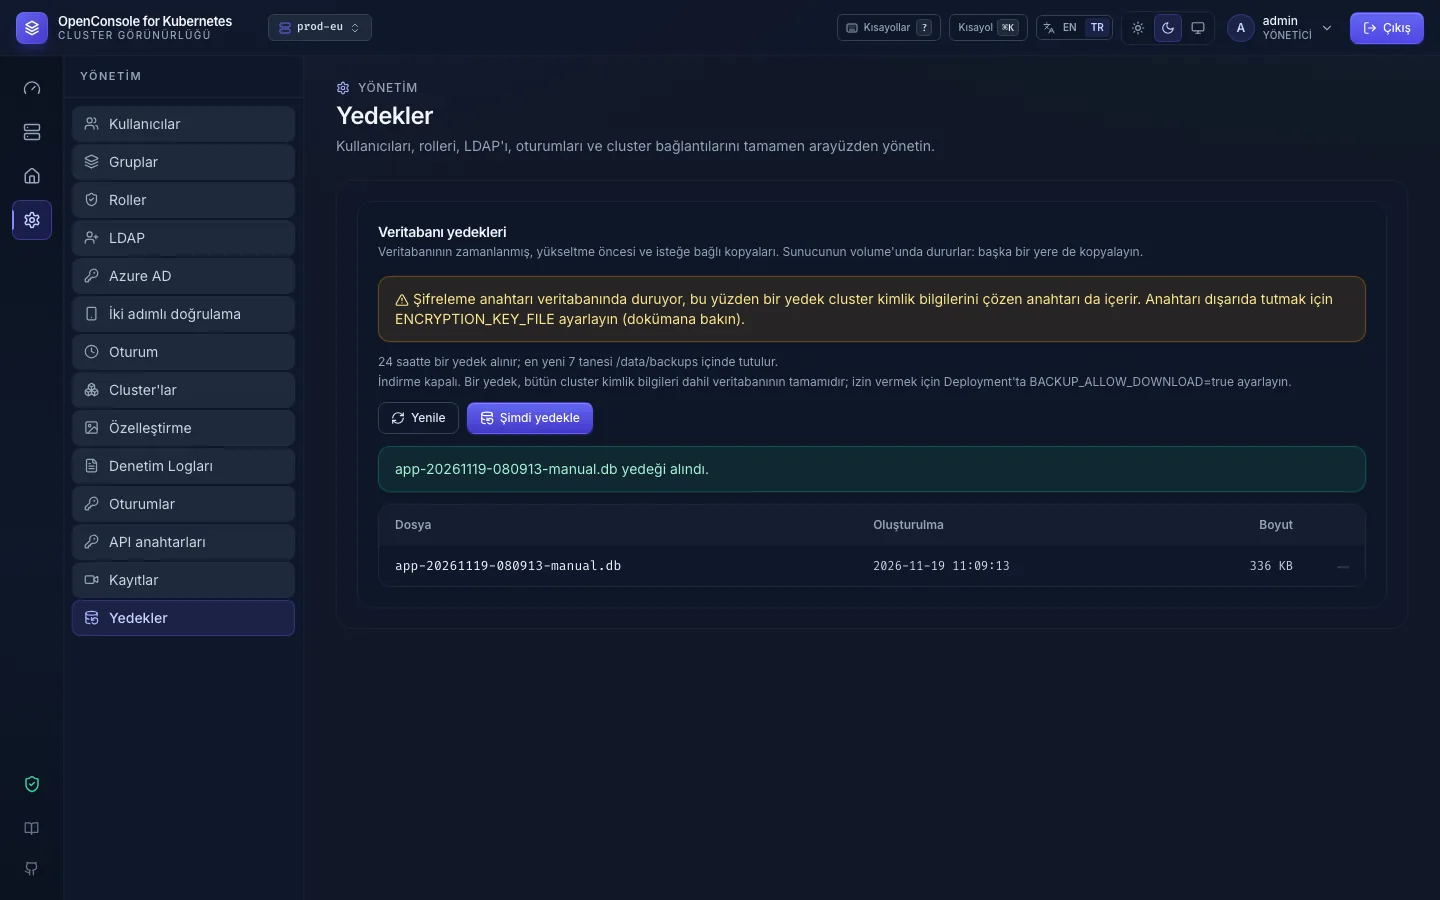 OpenConsole for Kubernetes
CLUSTER GÖRÜNÜRLÜĞÜ
prod-eu
Kısayollar ?
Kısayol ⌘K
EN TR
A
admin
YÖNETİCİ
Çıkış
YÖNETİM
Kullanıcılar
Gruplar
Roller
LDAP
Azure AD
İki adımlı doğrulama
Oturum
Cluster'lar
Özelleştirme
Denetim Logları
Oturumlar
API anahtarları
Kayıtlar
Yedekler
YÖNETİM
Yedekler
Kullanıcıları, rolleri, LDAP'ı, oturumları ve cluster bağlantılarını tamamen arayüzden yönetin.
Veritabanı yedekleri
Veritabanının zamanlanmış, yükseltme öncesi ve isteğe bağlı kopyaları. Sunucunun volume'unda dururlar: başka bir yere de kopyalayın.
Şifreleme anahtarı veritabanında duruyor, bu yüzden bir yedek cluster kimlik bilgilerini çözen anahtarı da içerir. Anahtarı dışarıda tutmak için
ENCRYPTION_KEY_FILE ayarlayın (dokümana bakın).
24 saatte bir yedek alınır; en yeni 7 tanesi /data/backups içinde tutulur.
İndirme kapalı. Bir yedek, bütün cluster kimlik bilgileri dahil veritabanının tamamıdır; izin vermek için Deployment'ta BACKUP_ALLOW_DOWNLOAD=true ayarlayın.
Yenile
Şimdi yedekle
app-20261119-080913-manual.db yedeği alındı.
Dosya Oluşturulma Boyut
app-20261119-080913-manual.db 2026-11-19 11:09:13 336 KB —